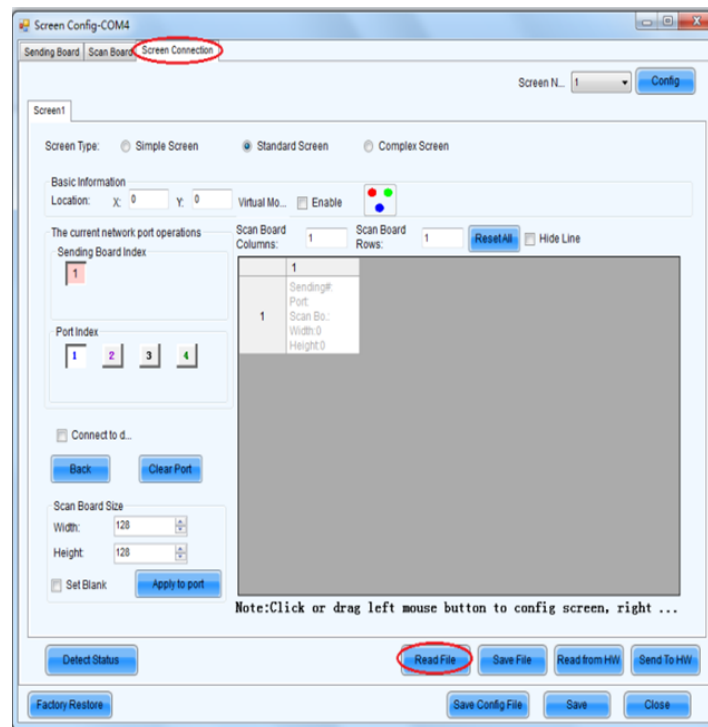 Screen Config-COM4
Sending Board Scan Board Screen Connection
Screen N... 1 Config
Screen1
Screen Type: Simple Screen Standard Screen Complex Screen
Basic Information
Location: X: 0 Y: 0 Virtual Mo... Enable
The current network port operations
Scan Board Columns: 1 Scan Board Rows: 1 Reset All Hide Line
Sending Board Index
1
Port Index
1 2 3 4
Connect to d...
Back Clear Port
Scan Board Size
Width: 128
Height: 128
Set Blank Apply to port
1
1
Sending#:
Port:
Scan Bo.:
Width:0
Height:0
Note:Click or drag left mouse button to config screen, right ...
Detect Status Read File Save File Read from HW Send To HW
Factory Restore Save Config File Save Close